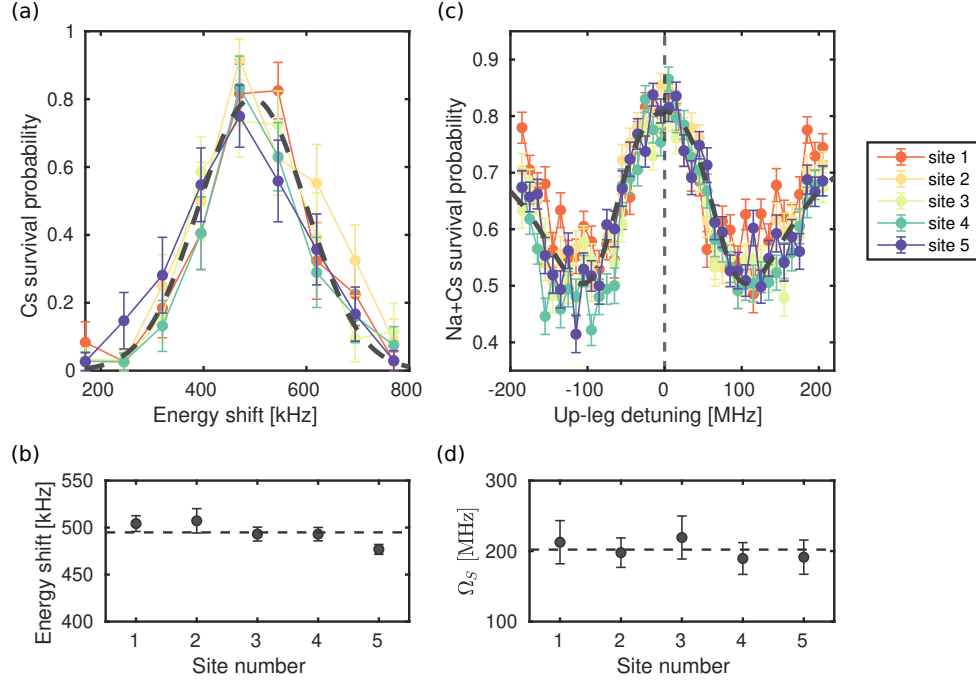 (a)
Cs survival probability
1
0.8
0.6
0.4
0.2
0
200
400
600
800
Energy shift [kHz]
(c)
Na+Cs survival probability
0.9
0.8
0.7
0.6
0.5
0.4
-200
-100
0
100
200
Up-leg detuning [MHz]
site 1
site 2
site 3
site 4
site 5
(b)
Energy shift [kHz]
550
500
450
400
1
2
3
4
5
Site number
(d)
Ω_S [MHz]
300
200
100
1
2
3
4
5
Site number